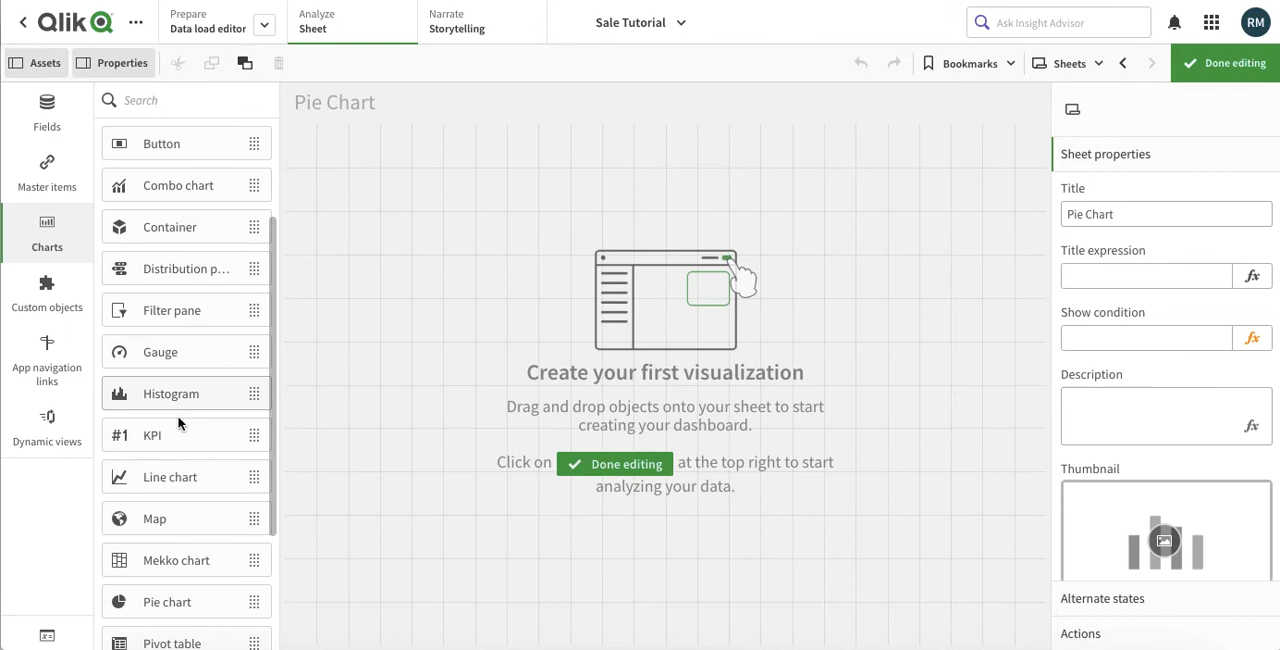 Qlik
Prepare
Data load editor
Analyze
Sheet
Narrate
Storytelling
Sale Tutorial
Ask Insight Advisor
RM
Assets
Properties
Bookmarks
Sheets
Done editing
Fields
Master items
Charts
Custom objects
App navigation
links
Dynamic views
Search
Button
Combo chart
Container
Distribution p...
Filter pane
Gauge
Histogram
#1 KPI
Line chart
Map
Mekko chart
Pie chart
Pivot table
Pie Chart
Create your first visualization
Drag and drop objects onto your sheet to start
creating your dashboard.
Click on Done editing at the top right to start
analyzing your data.
Sheet properties
Title
Pie Chart
Title expression
fx
Show condition
fx
Description
fx
Thumbnail
Alternate states
Actions